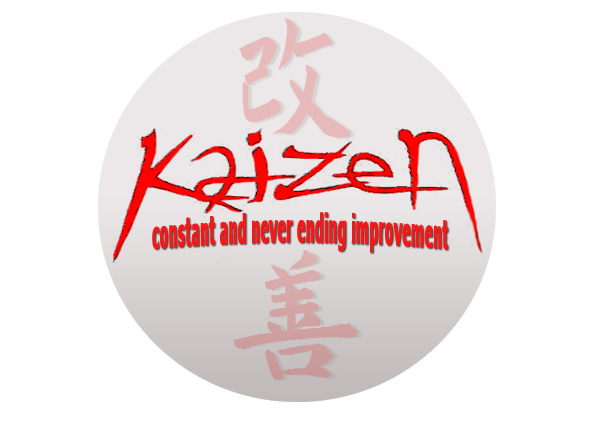 改
Kaizen
constant and never ending improvement
善